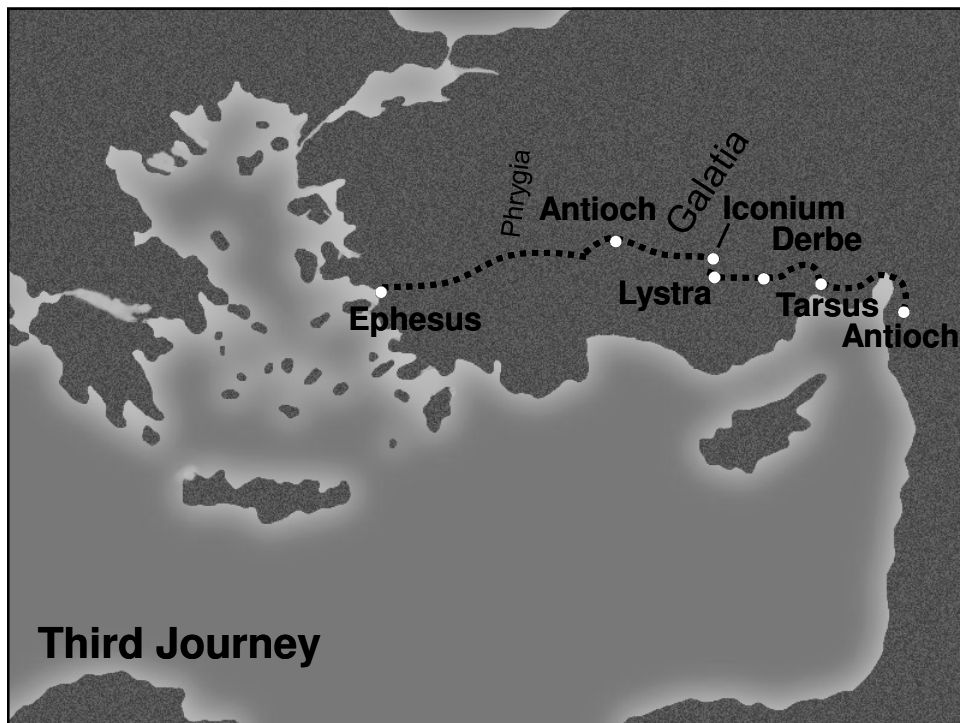 Phrygia
Galatia
Antioch
Iconium
Derbe
Lystra
Tarsus
Ephesus
Antioch
Third Journey